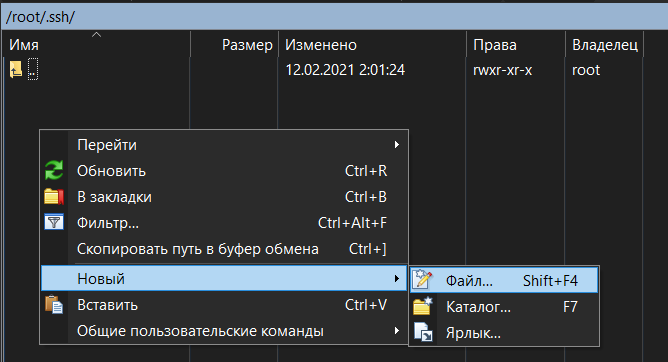 /root/.ssh/
Имя Размер Изменено Права Владелец
.. 12.02.2021 2:01:24 rwxr-xr-x root
Перейти
Обновить Ctrl+R
В закладки Ctrl+B
Фильтр... Ctrl+Alt+F
Скопировать путь в буфер обмена Ctrl+]
Новый Файл... Shift+F4
Вставить Ctrl+V Каталог... F7
Общие пользовательские команды Ярлык...